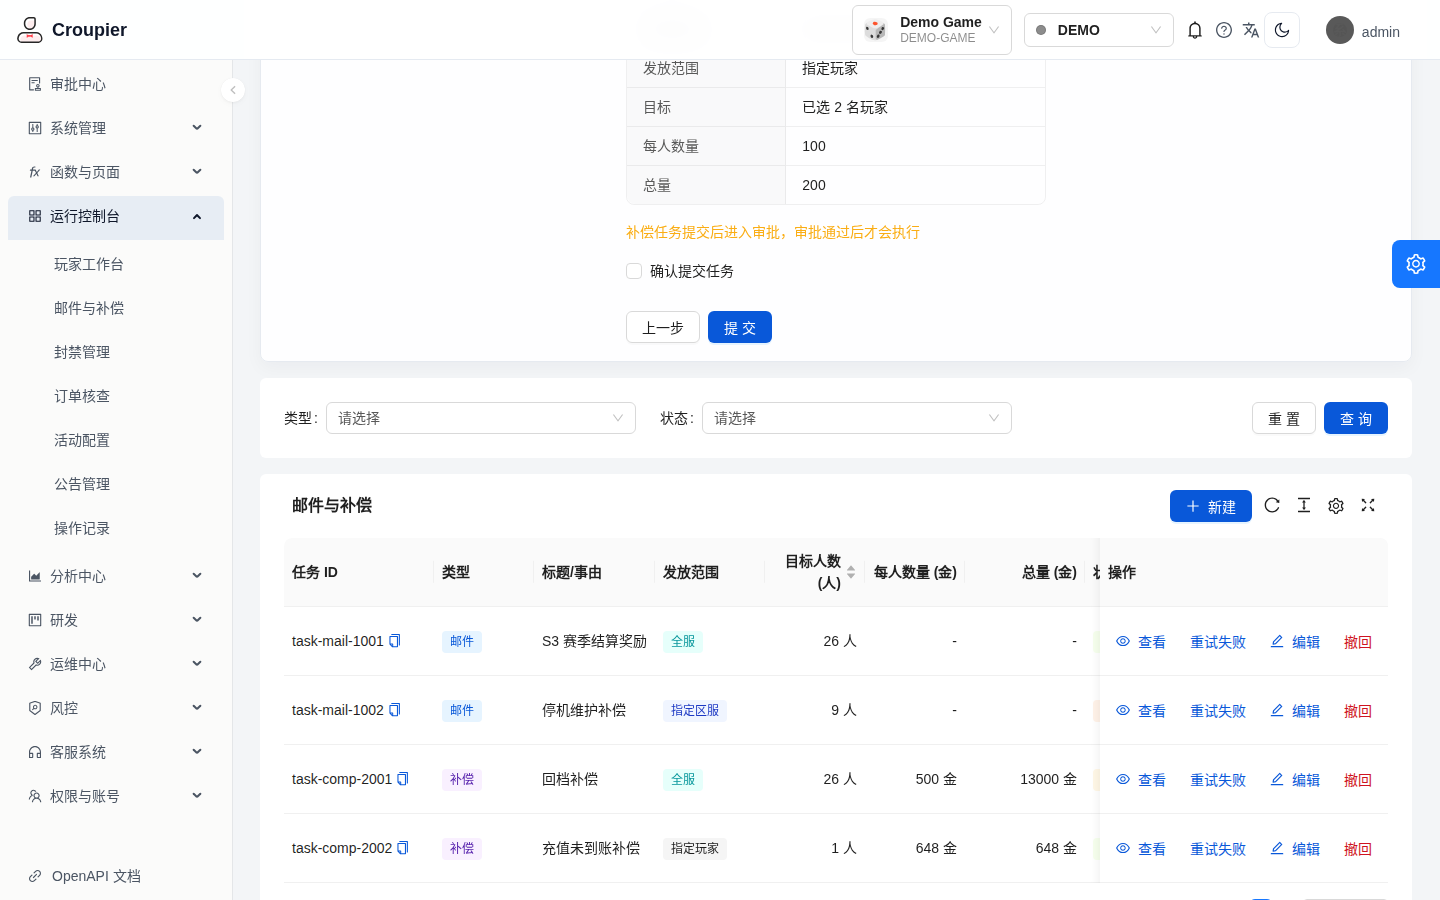 Croupier
Demo Game
DEMO-GAME
DEMO
admin
审批中心
系统管理
函数与页面
运行控制台
玩家工作台
邮件与补偿
封禁管理
订单核查
活动配置
公告管理
操作记录
分析中心
研发
运维中心
风控
客服系统
权限与账号
OpenAPI 文档
发放范围 指定玩家
目标 已选 2 名玩家
每人数量 100
总量 200
补偿任务提交后进入审批，审批通过后才会执行
确认提交任务
上一步 提 交
类型 : 请选择 状态 : 请选择 重 置 查 询
邮件与补偿 新建
任务 ID 类型 标题/事由 发放范围 目标人数 (人) 每人数量 (金) 总量 (金) 操作
task-mail-1001 邮件 S3 赛季结算奖励 全服 26 人 - - 查看 重试失败 编辑 撤回
task-mail-1002 邮件 停机维护补偿 指定区服 9 人 - - 查看 重试失败 编辑 撤回
task-comp-2001 补偿 回档补偿 全服 26 人 500 金 13000 金 查看 重试失败 编辑 撤回
task-comp-2002 补偿 充值未到账补偿 指定玩家 1 人 648 金 648 金 查看 重试失败 编辑 撤回